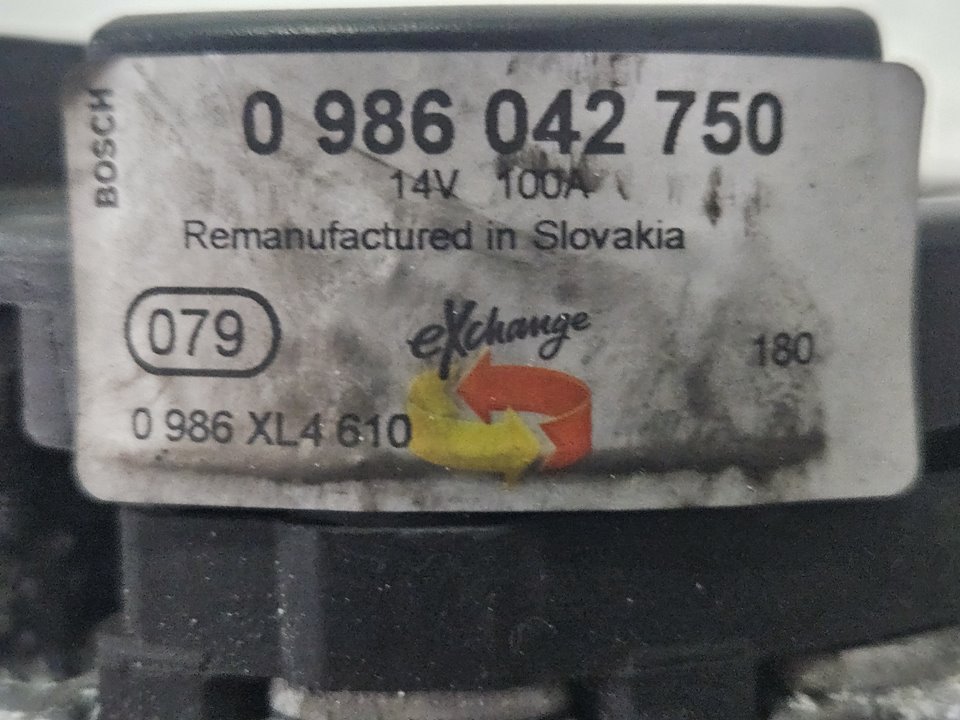 BOSCH
0 986 042 750
14V 100A
Remanufactured in Slovakia
079
eXchange
180
0 986 XL4 610